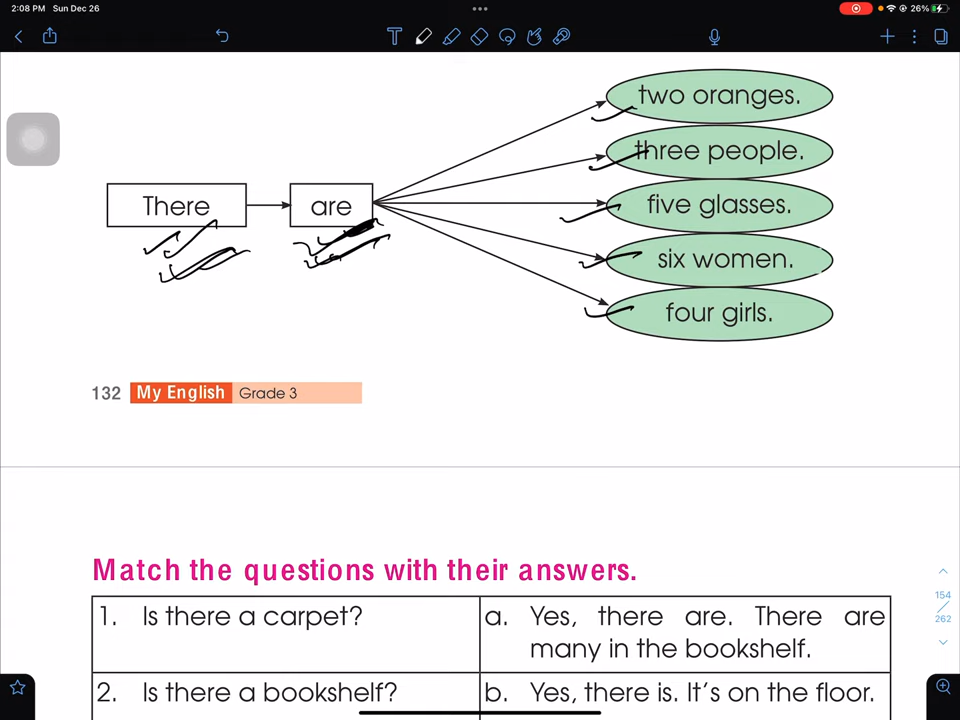 2:08 PM Sun Dec 26
26%
two oranges.
three people.
There are five glasses.
six women.
four girls.
132 My English Grade 3
Match the questions with their answers.
1. Is there a carpet?
a. Yes, there are. There are
many in the bookshelf.
2. Is there a bookshelf?
b. Yes, there is. It's on the floor.
154
262